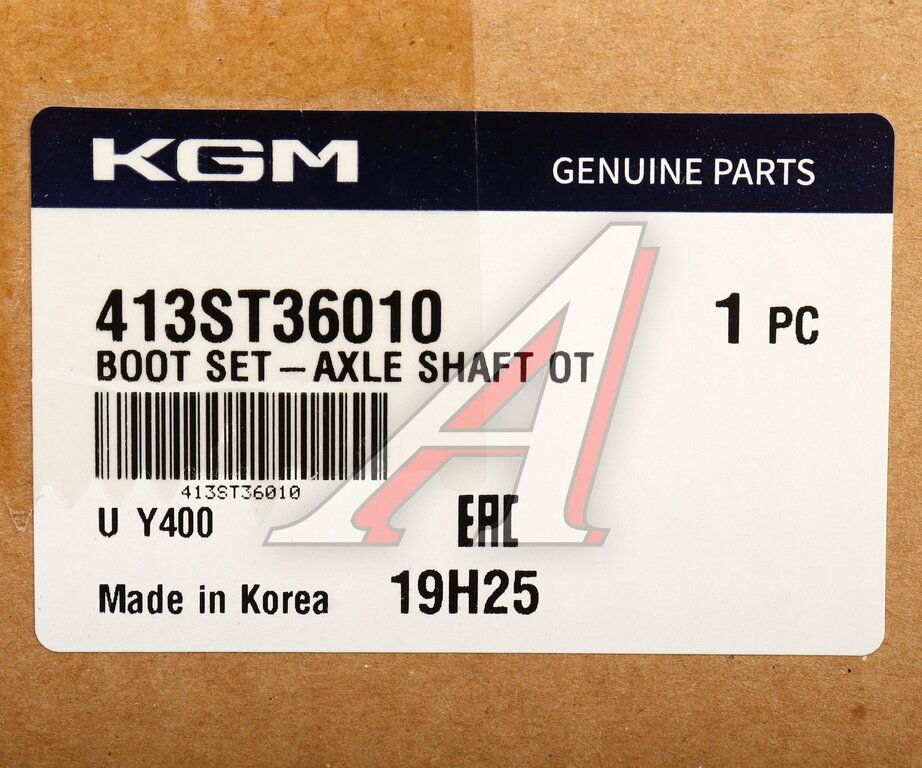 KGM GENUINE PARTS
413ST36010 1 PC
BOOT SET–AXLE SHAFT OT
413ST36010
U Y400
EAC
Made in Korea 19H25